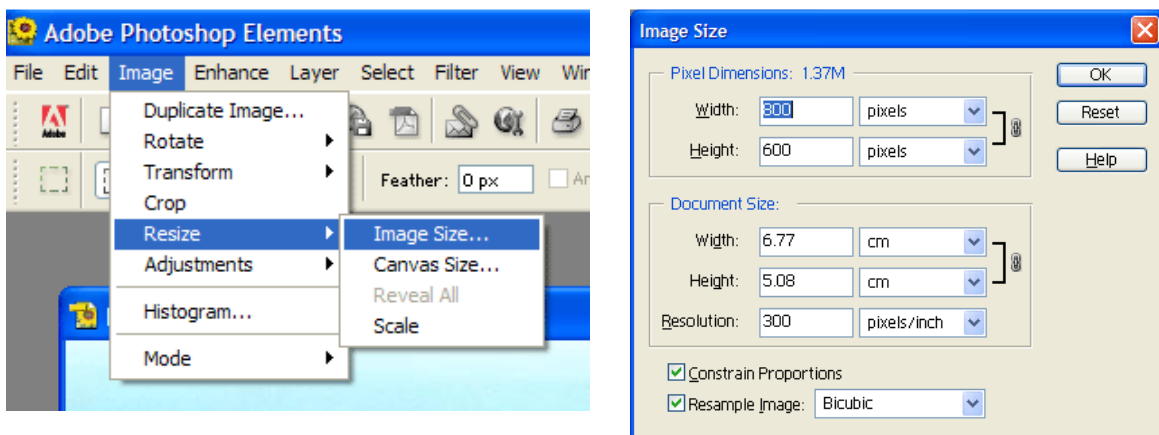 Adobe Photoshop Elements
File Edit Image Enhance Layer Select Filter View
Adobe
Duplicate Image...
Rotate
Transform
Crop
Resize
Adjustments
Histogram...
Mode
Feather: 0 px
Image Size...
Canvas Size...
Reveal All
Scale
Image Size
Pixel Dimensions: 1.37M
Width: 800 pixels
Height: 600 pixels
Document Size:
Width: 6.77 cm
Height: 5.08 cm
Resolution: 300 pixels/inch
Constrain Proportions
Resample Image: Bicubic
OK
Reset
Help